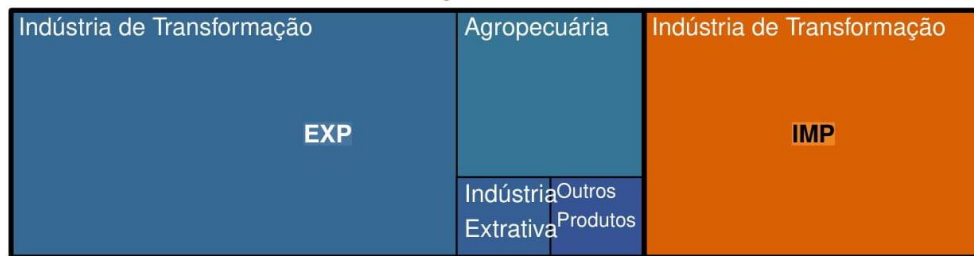 Indústria de Transformação
EXP
Agropecuária
Indústria
Extrativa
Outros
Produtos
Indústria de Transformação
IMP